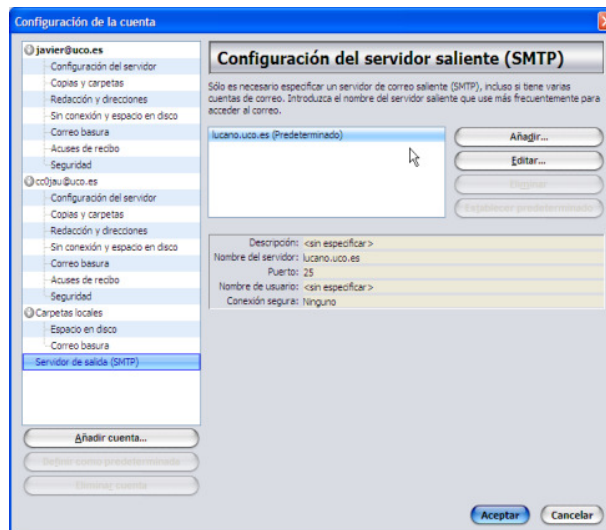 Configuración de la cuenta
javier@uco.es
Configuración del servidor
Copias y carpetas
Redacción y direcciones
Sin conexión y espacio en disco
Correo basura
Acuses de recibo
Seguridad
cc0jau@uco.es
Configuración del servidor
Copias y carpetas
Redacción y direcciones
Sin conexión y espacio en disco
Correo basura
Acuses de recibo
Seguridad
Carpetas locales
Espacio en disco
Correo basura
Servidor de salida (SMTP)
Añadir cuenta...
Definir como predeterminada
Eliminar cuenta
Configuración del servidor saliente (SMTP)
Sólo es necesario especificar un servidor de correo saliente (SMTP), incluso si tiene varias
cuentas de correo. Introduzca el nombre del servidor saliente que use más frecuentemente para
acceder al correo.
lucano.uco.es (Predeterminado)
Añadir...
Editar...
Eliminar
Establecer predeterminado
Descripción: <sin especificar>
Nombre del servidor: lucano.uco.es
Puerto: 25
Nombre de usuario: <sin especificar>
Conexión segura: Ninguno
Aceptar
Cancelar